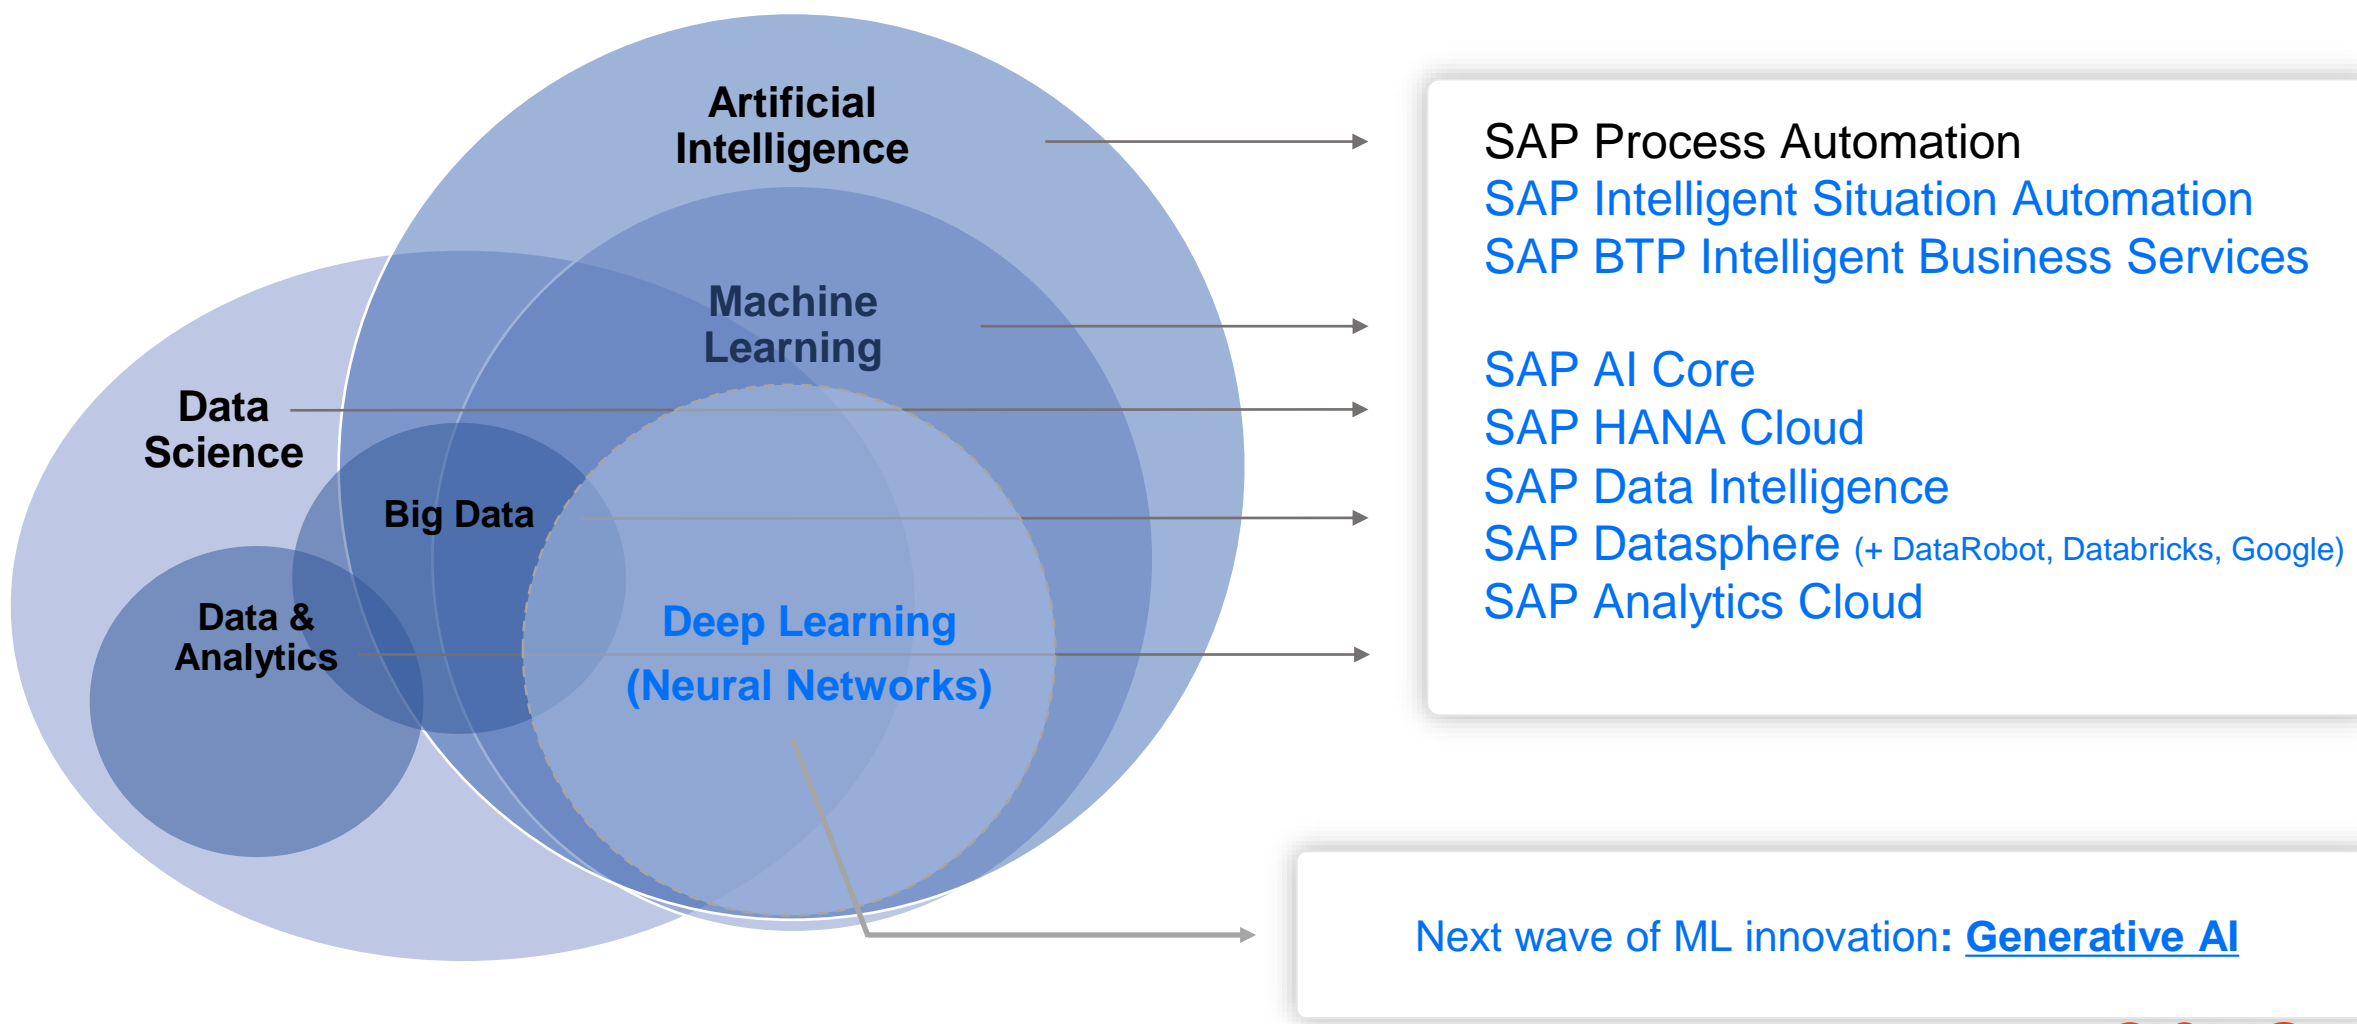 Artificial
Intelligence
Machine
Learning
Data
Science
Big Data
Data &
Analytics
Deep Learning
(Neural Networks)
SAP Process Automation
SAP Intelligent Situation Automation
SAP BTP Intelligent Business Services
SAP AI Core
SAP HANA Cloud
SAP Data Intelligence
SAP Datasphere (+ DataRobot, Databricks, Google)
SAP Analytics Cloud
Next wave of ML innovation: Generative AI